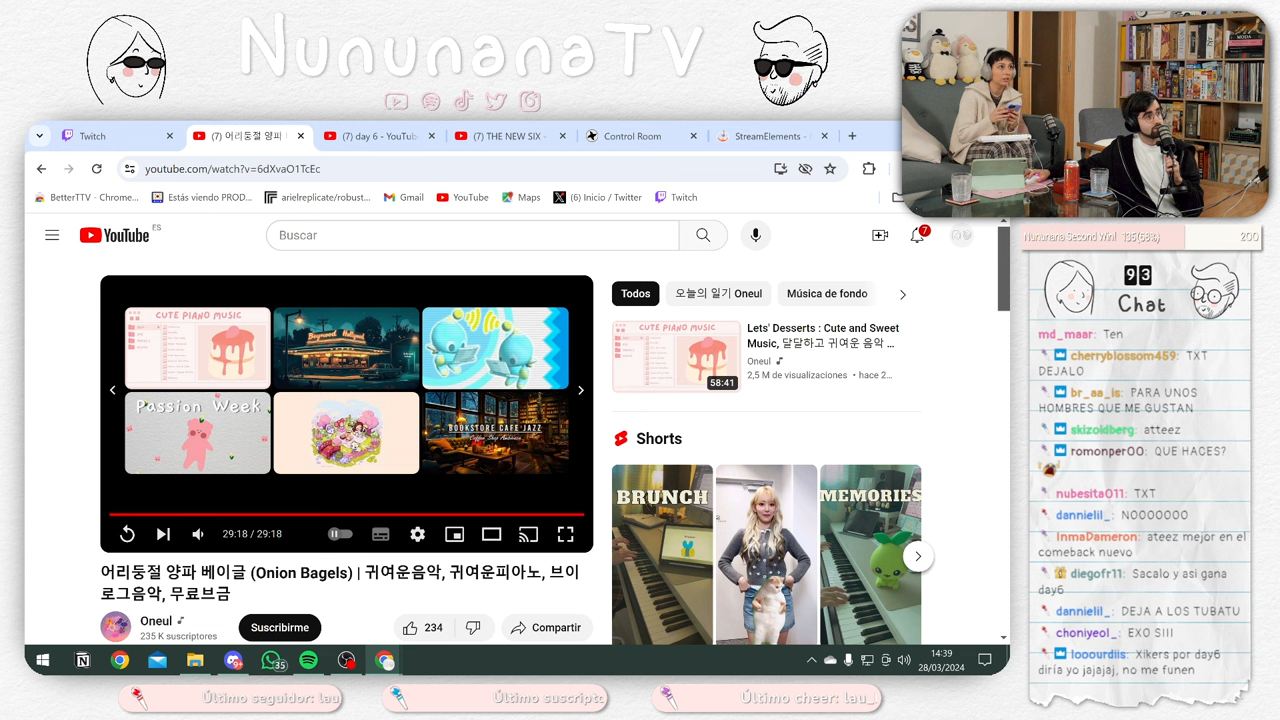 NununanaTV
Twitch
(7) 어리둥절 양파
(7) day 6 - YouTub
(7) THE NEW SIX -
Control Room
StreamElements -
youtube.com/watch?v=6dXvaO1TcEc
BetterTTV - Chrome...
Estás viendo PROD...
arielreplicate/robust...
Gmail
YouTube
Maps
(6) Inicio / Twitter
Twitch
YouTube ES
Buscar
7
CUTE PIANO MUSIC
Passion Week
BOOKSTORE CAFE JAZZ
Coffee Shop Ambience
29:18 / 29:18
어리둥절 양파 베이글 (Onion Bagels) | 귀여운음악, 귀여운피아노, 브이
로그음악, 무료브금
Oneul
235 K suscriptores
Suscribirme
234
Compartir
Todos
오늘의 일기 Oneul
Música de fondo
CUTE PIANO MUSIC
58:41
Lets' Desserts : Cute and Sweet
Music, 달달하고 귀여운 음악 ...
Oneul
2,5 M de visualizaciones • hace 2...
Shorts
BRUNCH
MEMORIES
35
14:39
28/03/2024
Nununana Second Win! 135(68%)
200
93
Chat
md_maar: Ten
cherryblossom459: TXT
DEJALO
br_aa_is: PARA UNOS
HOMBRES QUE ME GUSTAN
skizoidberg: atteez
romonper00: QUE HACES?
nubesita011: TXT
dannielil_: NOOOOOO
InmaDameron: ateez mejor en el
comeback nuevo
diegofr11: Sacalo y asi gana
day6
dannielil_: DEJA A LOS TUBATU
choniyeol_: EXO SIII
looourdiis: Xikers por day6
diría yo jajajaj, no me funen
Último seguidor: lau
Último suscripto
Último cheer: lau_